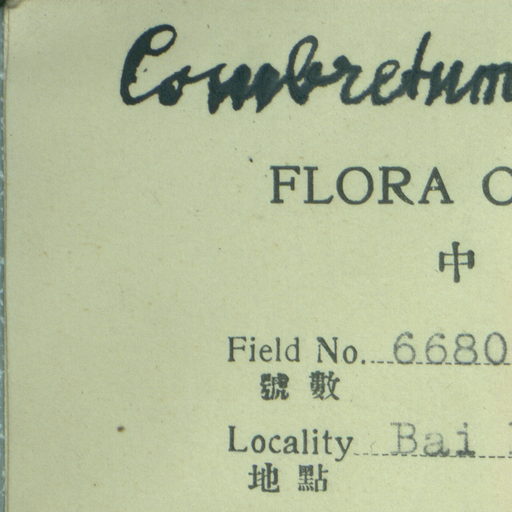 Combretum
FLORA O
中
Field No. 6680
號數
Locality Bai
地點